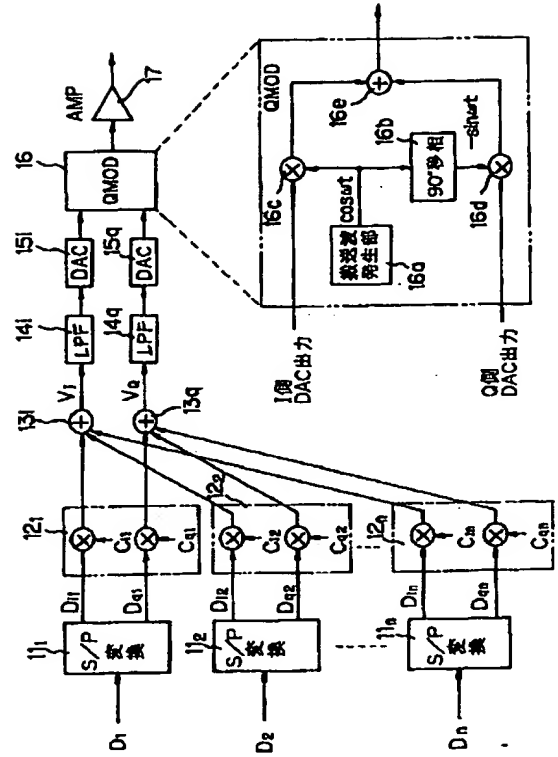 D1
11₁
S/P
変換
Di1
Dq1
12₁
Ci1
Cq1
D2
11₂
S/P
変換
Di2
Dq2
12₂
Ci2
Cq2
Dn
11n
S/P
変換
Din
Dqn
12n
Cin
Cqn
13i
VI
13q
VQ
14i
LPF
14q
LPF
15i
DAC
15q
DAC
16
QMOD
AMP
17
QMOD
I側
DAC出力
Q側
DAC出力
16c
16e
搬送波
発生部
16a
cosωt
16b
90°移相
-sinωt
16d